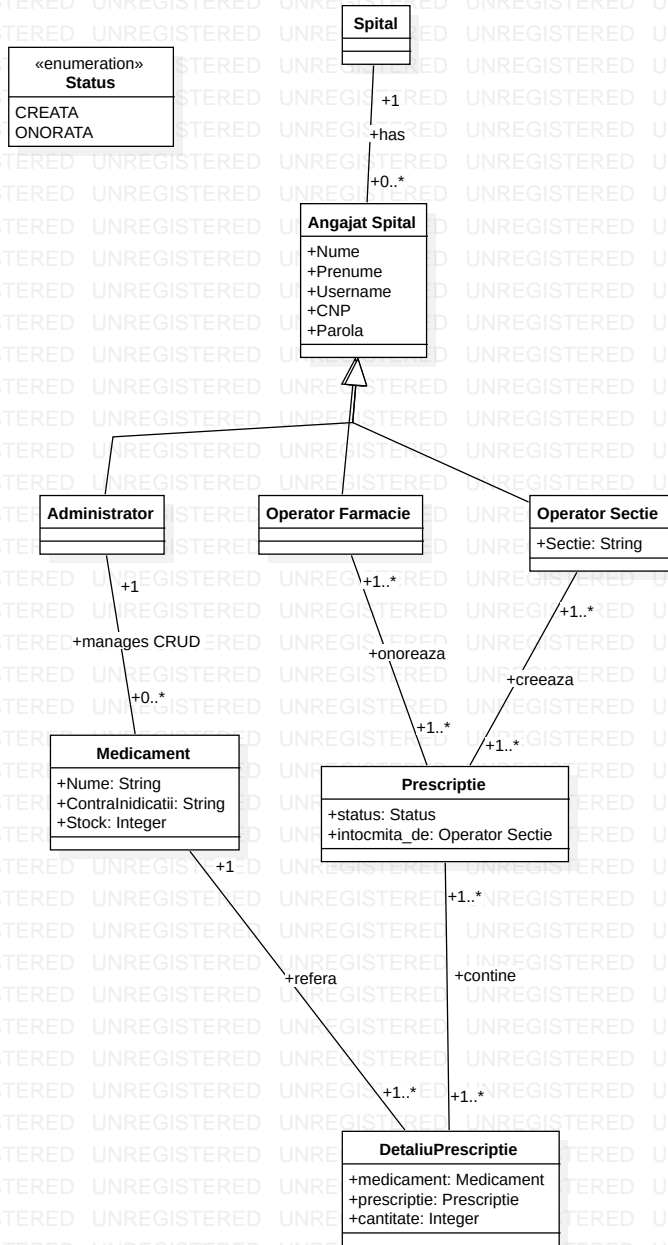 Spital
«enumeration»
Status
CREATA
ONORATA
+1
+has
+0..*
Angajat Spital
+Nume
+Prenume
+Username
+CNP
+Parola
Administrator
Operator Farmacie
Operator Sectie
+Sectie: String
+1
+manages CRUD
+0..*
+1..*
+onoreaza
+1..*
+1..*
+creeaza
+1..*
Medicament
+Nume: String
+ContraInidicatii: String
+Stock: Integer
Prescriptie
+status: Status
+intocmita_de: Operator Sectie
+1
+refera
+1..*
+1..*
+contine
+1..*
DetaliuPrescriptie
+medicament: Medicament
+prescriptie: Prescriptie
+cantitate: Integer
UNREGISTERED